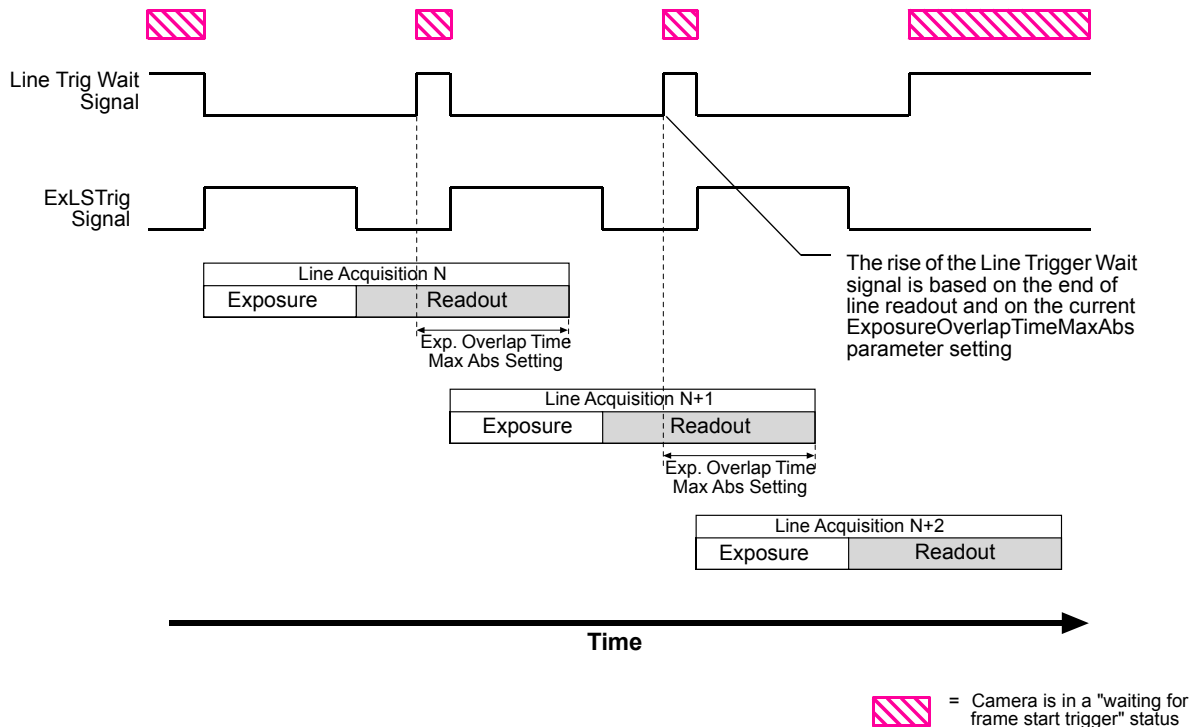 Line Trig Wait
Signal
ExLSTrig
Signal
Line Acquisition N
Exposure
Readout
Exp. Overlap Time
Max Abs Setting
The rise of the Line Trigger Wait
signal is based on the end of
line readout and on the current
ExposureOverlapTimeMaxAbs
parameter setting
Line Acquisition N+1
Exposure
Readout
Exp. Overlap Time
Max Abs Setting
Line Acquisition N+2
Exposure
Readout
Time
= Camera is in a "waiting for
frame start trigger" status